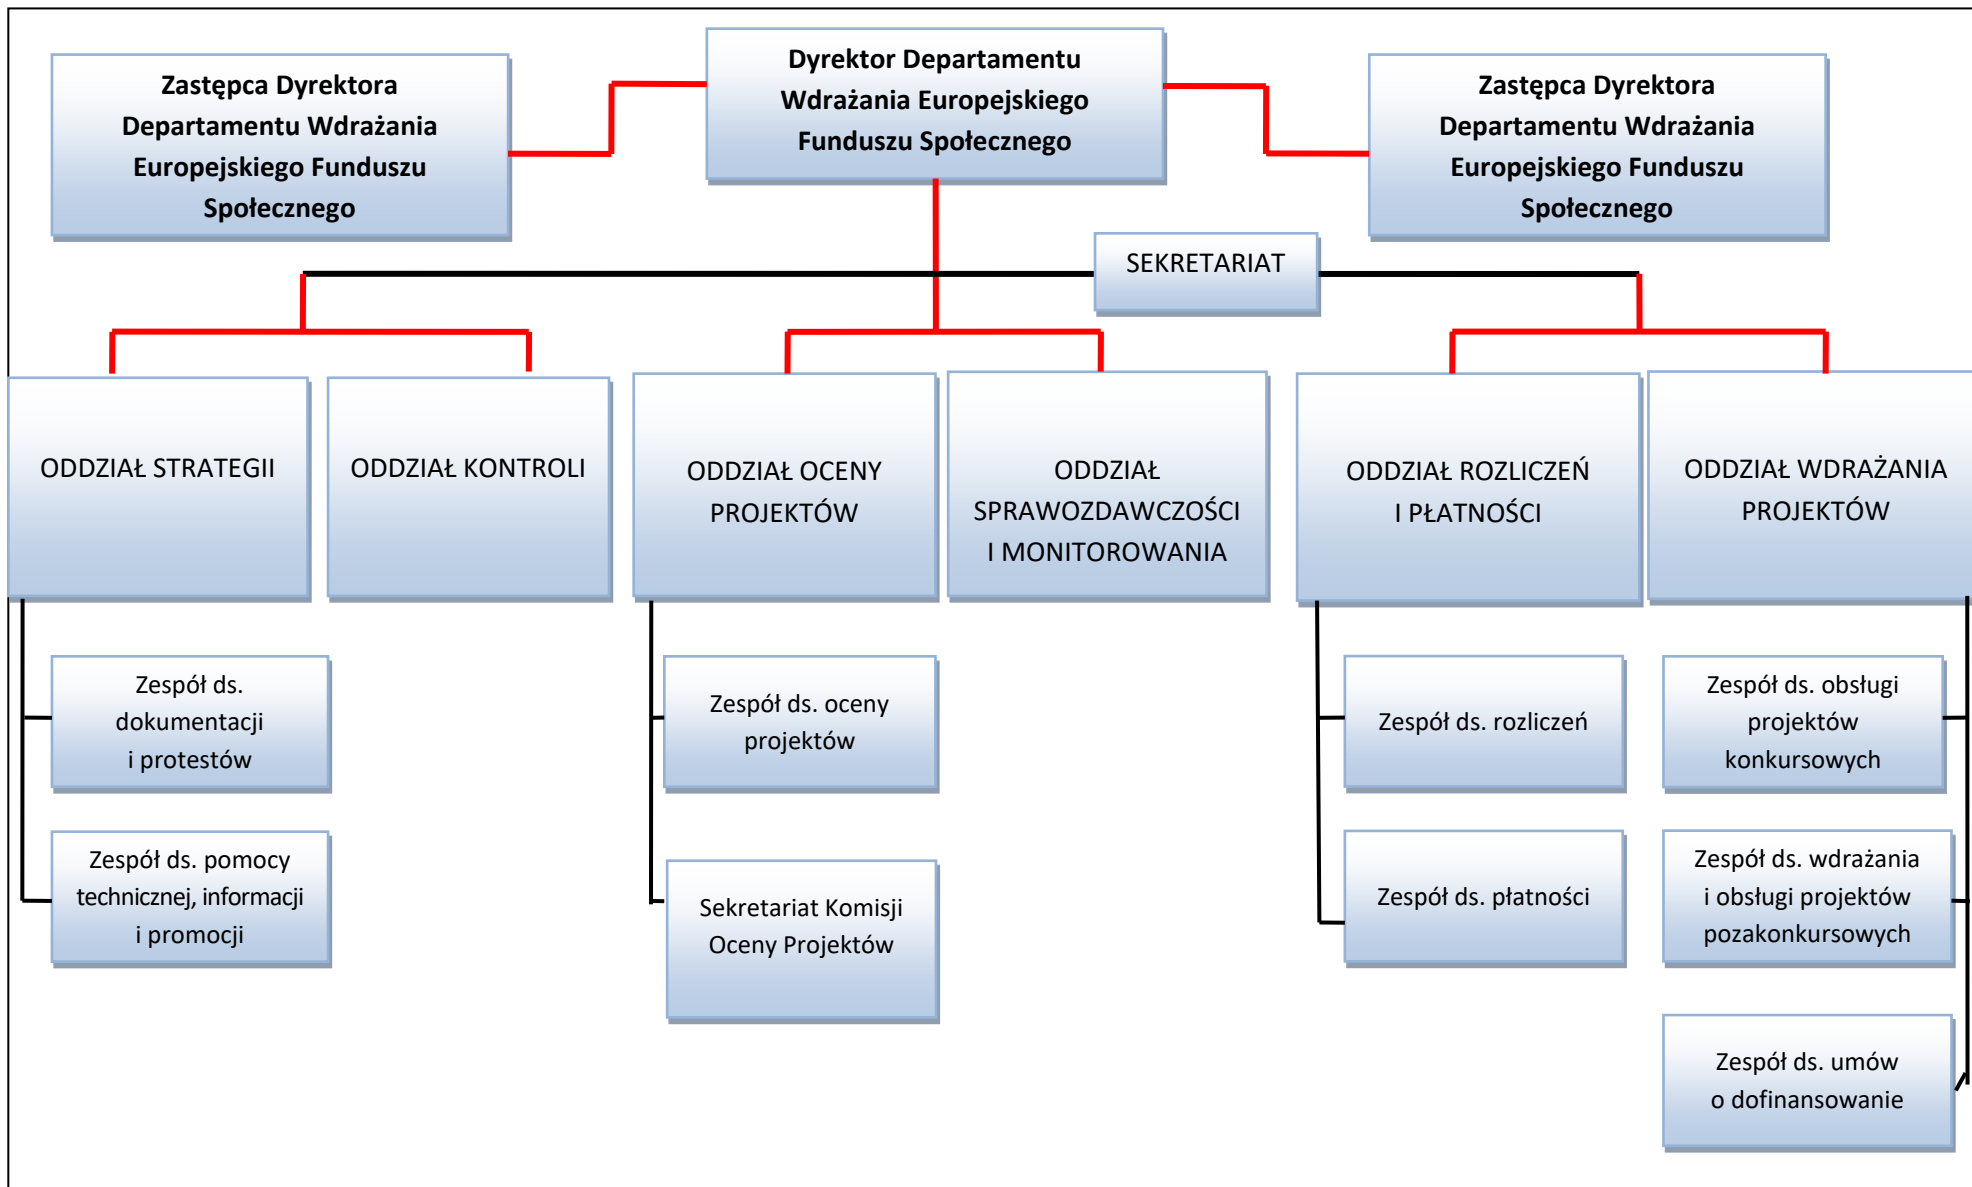 Zastępca Dyrektora
Departamentu Wdrażania
Europejskiego Funduszu
Społecznego
Dyrektor Departamentu
Wdrażania Europejskiego
Funduszu Społecznego
Zastępca Dyrektora
Departamentu Wdrażania
Europejskiego Funduszu
Społecznego
SEKRETARIAT
ODDZIAŁ STRATEGII
ODDZIAŁ KONTROLI
ODDZIAŁ OCENY
PROJEKTÓW
ODDZIAŁ
SPRAWOZDAWCZOŚCI
I MONITOROWANIA
ODDZIAŁ ROZLICZEŃ
I PŁATNOŚCI
ODDZIAŁ WDRAŻANIA
PROJEKTÓW
Zespół ds.
dokumentacji
i protestów
Zespół ds. oceny
projektów
Zespół ds. rozliczeń
Zespół ds. obsługi
projektów
konkursowych
Zespół ds. pomocy
technicznej, informacji
i promocji
Sekretariat Komisji
Oceny Projektów
Zespół ds. płatności
Zespół ds. wdrażania
i obsługi projektów
pozakonkursowych
Zespół ds. umów
o dofinansowanie